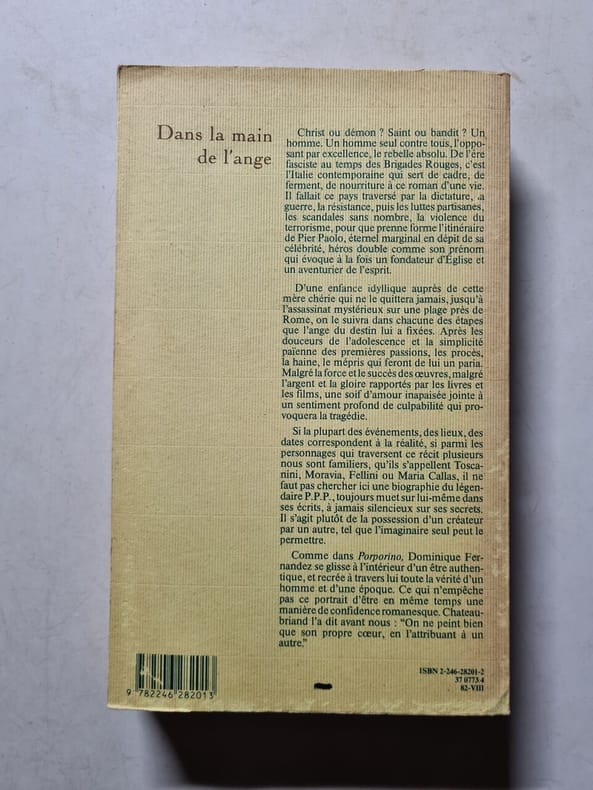 Dans la main
de l'ange
Christ ou démon ? Saint ou bandit ? Un
homme. Un homme seul contre tous, l'oppo-
sant par excellence, le rebelle absolu. De l'ère
fasciste au temps des Brigades Rouges, c'est
l'Italie contemporaine qui sert de cadre, de
ferment, de nourriture à ce roman d'une vie.
Il fallait ce pays traversé par la dictature, la
guerre, la résistance, puis les luttes partisanes,
les scandales sans nombre, la violence du
terrorisme, pour que prenne forme l'itinéraire
de Pier Paolo, éternel marginal en dépit de sa
célébrité, héros double comme son prénom
qui évoque à la fois un fondateur d'Église et
un aventurier de l'esprit.
D'une enfance idyllique auprès de cette
mère chérie qui ne le quittera jamais, jusqu'à
l'assassinat mystérieux sur une plage près de
Rome, on le suivra dans chacune des étapes
que l'ange du destin lui a fixées. Après les
douceurs de l'adolescence et la simplicité
païenne des premières passions, les procès,
la haine, le mépris qui feront de lui un paria.
Malgré la force et le succès des œuvres, malgré
l'argent et la gloire rapportés par les livres et
les films, une soif d'amour inapaisée jointe à
un sentiment profond de culpabilité qui pro-
voquera la tragédie.
Si la plupart des événements, des lieux, des
dates correspondent à la réalité, si parmi les
personnages qui traversent ce récit plusieurs
nous sont familiers, qu'ils s'appellent Tosca-
nini, Moravia, Fellini ou Maria Callas, il ne
faut pas chercher ici une biographie du légen-
daire P.P.P., toujours muet sur lui-même dans
ses écrits, à jamais silencieux sur ses secrets.
Il s'agit plutôt de la possession d'un créateur
par un autre, tel que l'imaginaire seul peut le
permettre.
Comme dans Porporino, Dominique Fer-
nandez se glisse à l'intérieur d'un être authen-
tique, et recrée à travers lui toute la vérité d'un
homme et d'une époque. Ce qui n'empêche
pas ce portrait d'être en même temps une
manière de confidence romanesque. Chateau-
briand l'a dit avant nous : "On ne peint bien
que son propre cœur, en l'attribuant à un
autre."
ISBN 2-246-28201-2
37 0773 4
82-VIII
9 782246 282013